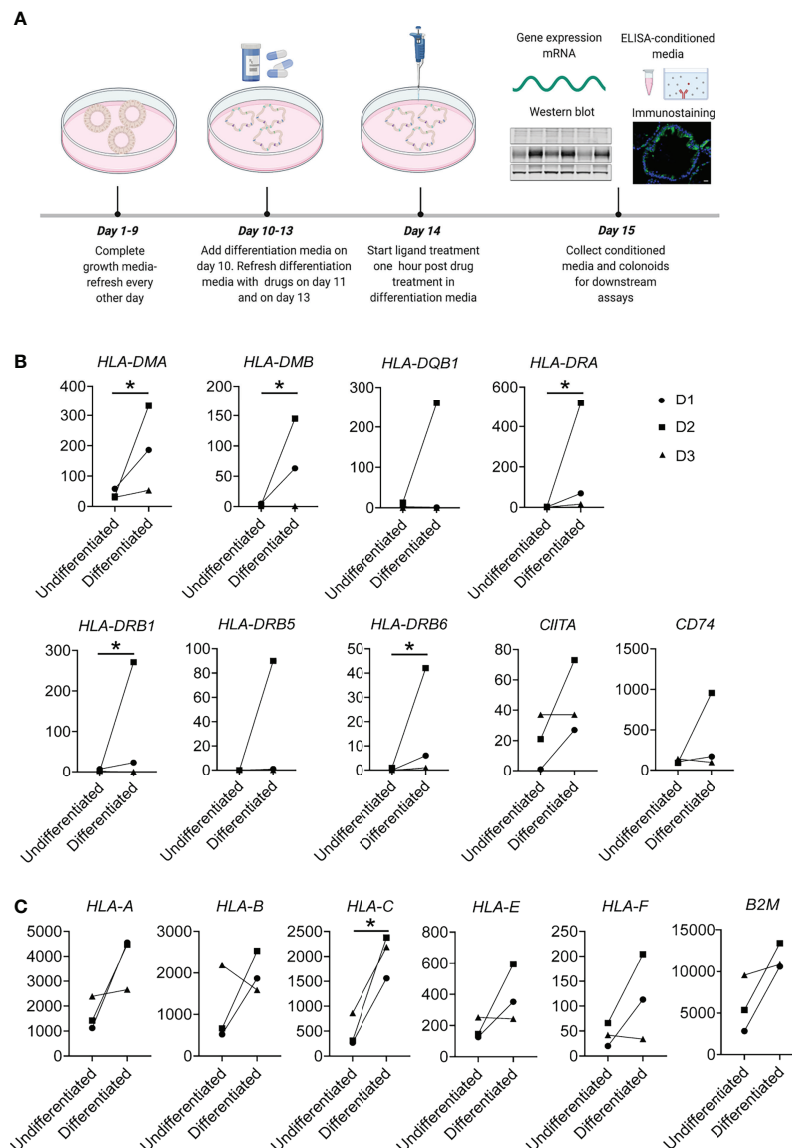 A
Gene expression
mRNA
ELISA-conditioned
media
Western blot
Immunostaining
Day 1-9
Complete
growth media-
refresh every
other day
Day 10-13
Add differentiation media on
day 10. Refresh differentiation
media with drugs on day 11
and on day 13
Day 14
Start ligand treatment
one hour post drug
treatment in
differentiation media
Day 15
Collect conditioned
media and colonoids
for downstream
assays
B
HLA-DMA
*
400
300
200
100
0
Undifferentiated
Differentiated
HLA-DMB
*
200
150
100
50
0
Undifferentiated
Differentiated
HLA-DQB1
300
200
100
0
Undifferentiated
Differentiated
HLA-DRA
*
600
400
200
0
Undifferentiated
Differentiated
D1
D2
D3
HLA-DRB1
*
300
200
100
0
Undifferentiated
Differentiated
HLA-DRB5
100
80
60
40
20
0
Undifferentiated
Differentiated
HLA-DRB6
*
50
40
30
20
10
0
Undifferentiated
Differentiated
CIITA
80
60
40
20
0
Undifferentiated
Differentiated
CD74
1500
1000
500
0
Undifferentiated
Differentiated
C
HLA-A
5000
4000
3000
2000
1000
0
Undifferentiated
Differentiated
HLA-B
3000
2000
1000
0
Undifferentiated
Differentiated
HLA-C
*
2500
2000
1500
1000
500
0
Undifferentiated
Differentiated
HLA-E
800
600
400
200
0
Undifferentiated
Differentiated
HLA-F
250
200
150
100
50
0
Undifferentiated
Differentiated
B2M
15000
10000
5000
0
Undifferentiated
Differentiated